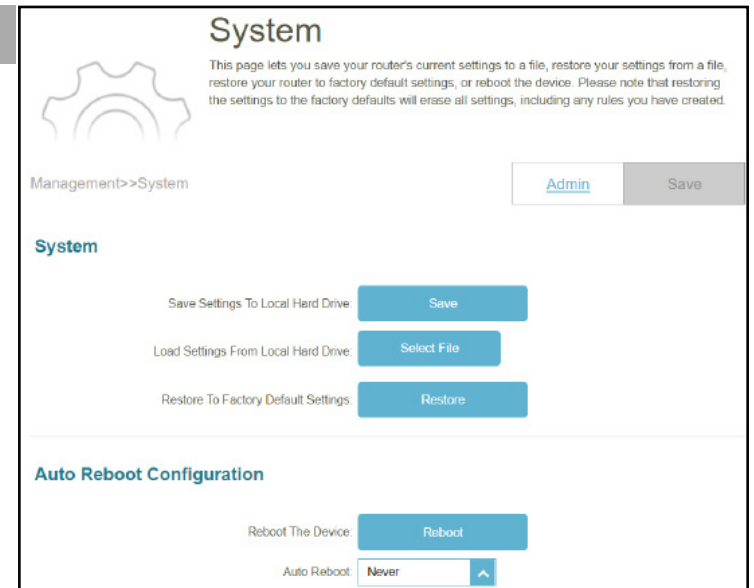 System
This page lets you save your router's current settings to a file, restore your settings from a file,
restore your router to factory default settings, or reboot the device. Please note that restoring
the settings to the factory defaults will erase all settings, including any rules you have created.
Management>>System
Admin
Save
System
Save Settings To Local Hard Drive:
Save
Load Settings From Local Hard Drive:
Select File
Restore To Factory Default Settings:
Restore
Auto Reboot Configuration
Reboot The Device:
Reboot
Auto Reboot:
Never